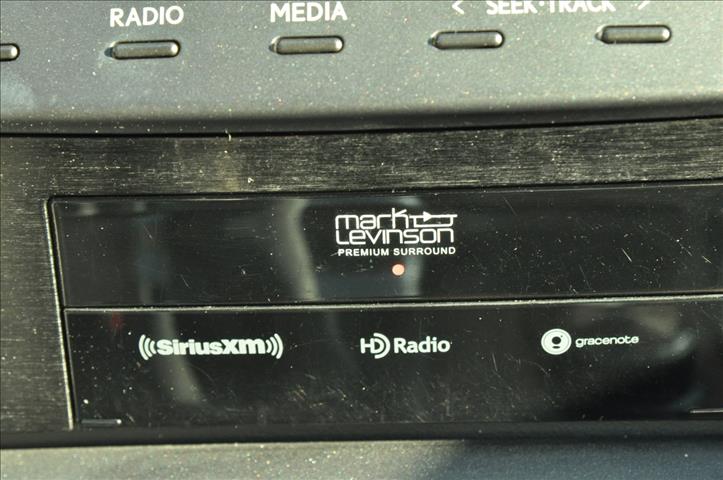 RADIO MEDIA < SEEK·TRACK >
mark
Levinson
PREMIUM SURROUND
((SiriusXM)) HD Radio gracenote